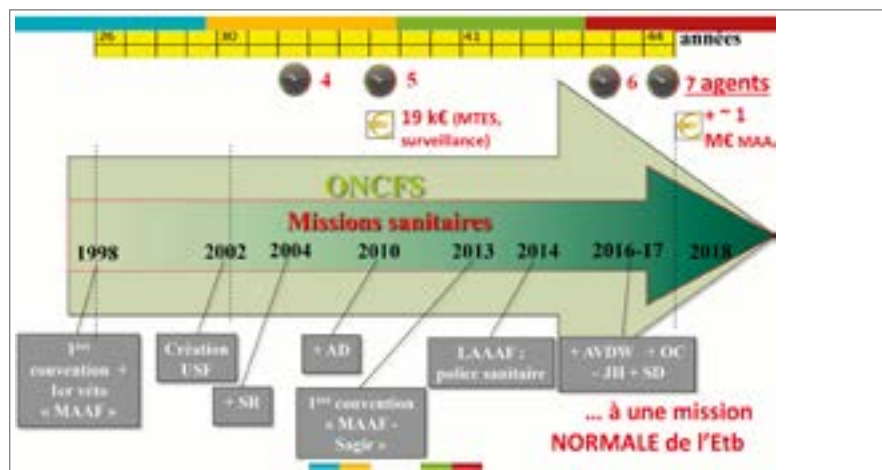 26 30 41 44 années
4 5 6 7 agents
19 k€ (MTES,
surveillance)
+ ~ 1
M€ MAA
ONCFS
Missions sanitaires
1998 2002 2004 2010 2013 2014 2016-17 2018
1ère
convention +
1er véto
« MAAF »
Création
USF
+ SR
+ AD
1ère convention
« MAAF -
Sagir »
LAAAF :
police sanitaire
+ AVDW + OC
- JH + SD
... à une mission
NORMALE de l'Etb